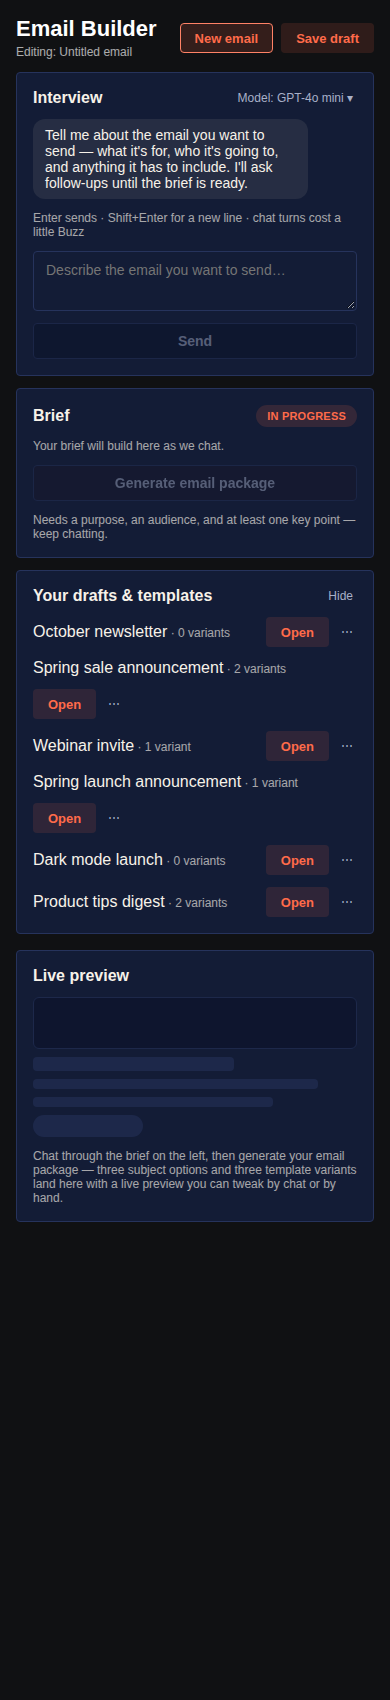 Email Builder
Editing: Untitled email
New email
Save draft
Interview
Model: GPT-4o mini ▾
Tell me about the email you want to
send — what it's for, who it's going to,
and anything it has to include. I'll ask
follow-ups until the brief is ready.
Enter sends · Shift+Enter for a new line · chat turns cost a
little Buzz
Describe the email you want to send…
Send
Brief
IN PROGRESS
Your brief will build here as we chat.
Generate email package
Needs a purpose, an audience, and at least one key point —
keep chatting.
Your drafts & templates
Hide
October newsletter · 0 variants
Open
···
Spring sale announcement · 2 variants
Open
···
Webinar invite · 1 variant
Open
···
Spring launch announcement · 1 variant
Open
···
Dark mode launch · 0 variants
Open
···
Product tips digest · 2 variants
Open
···
Live preview
Chat through the brief on the left, then generate your email
package — three subject options and three template variants
land here with a live preview you can tweak by chat or by
hand.